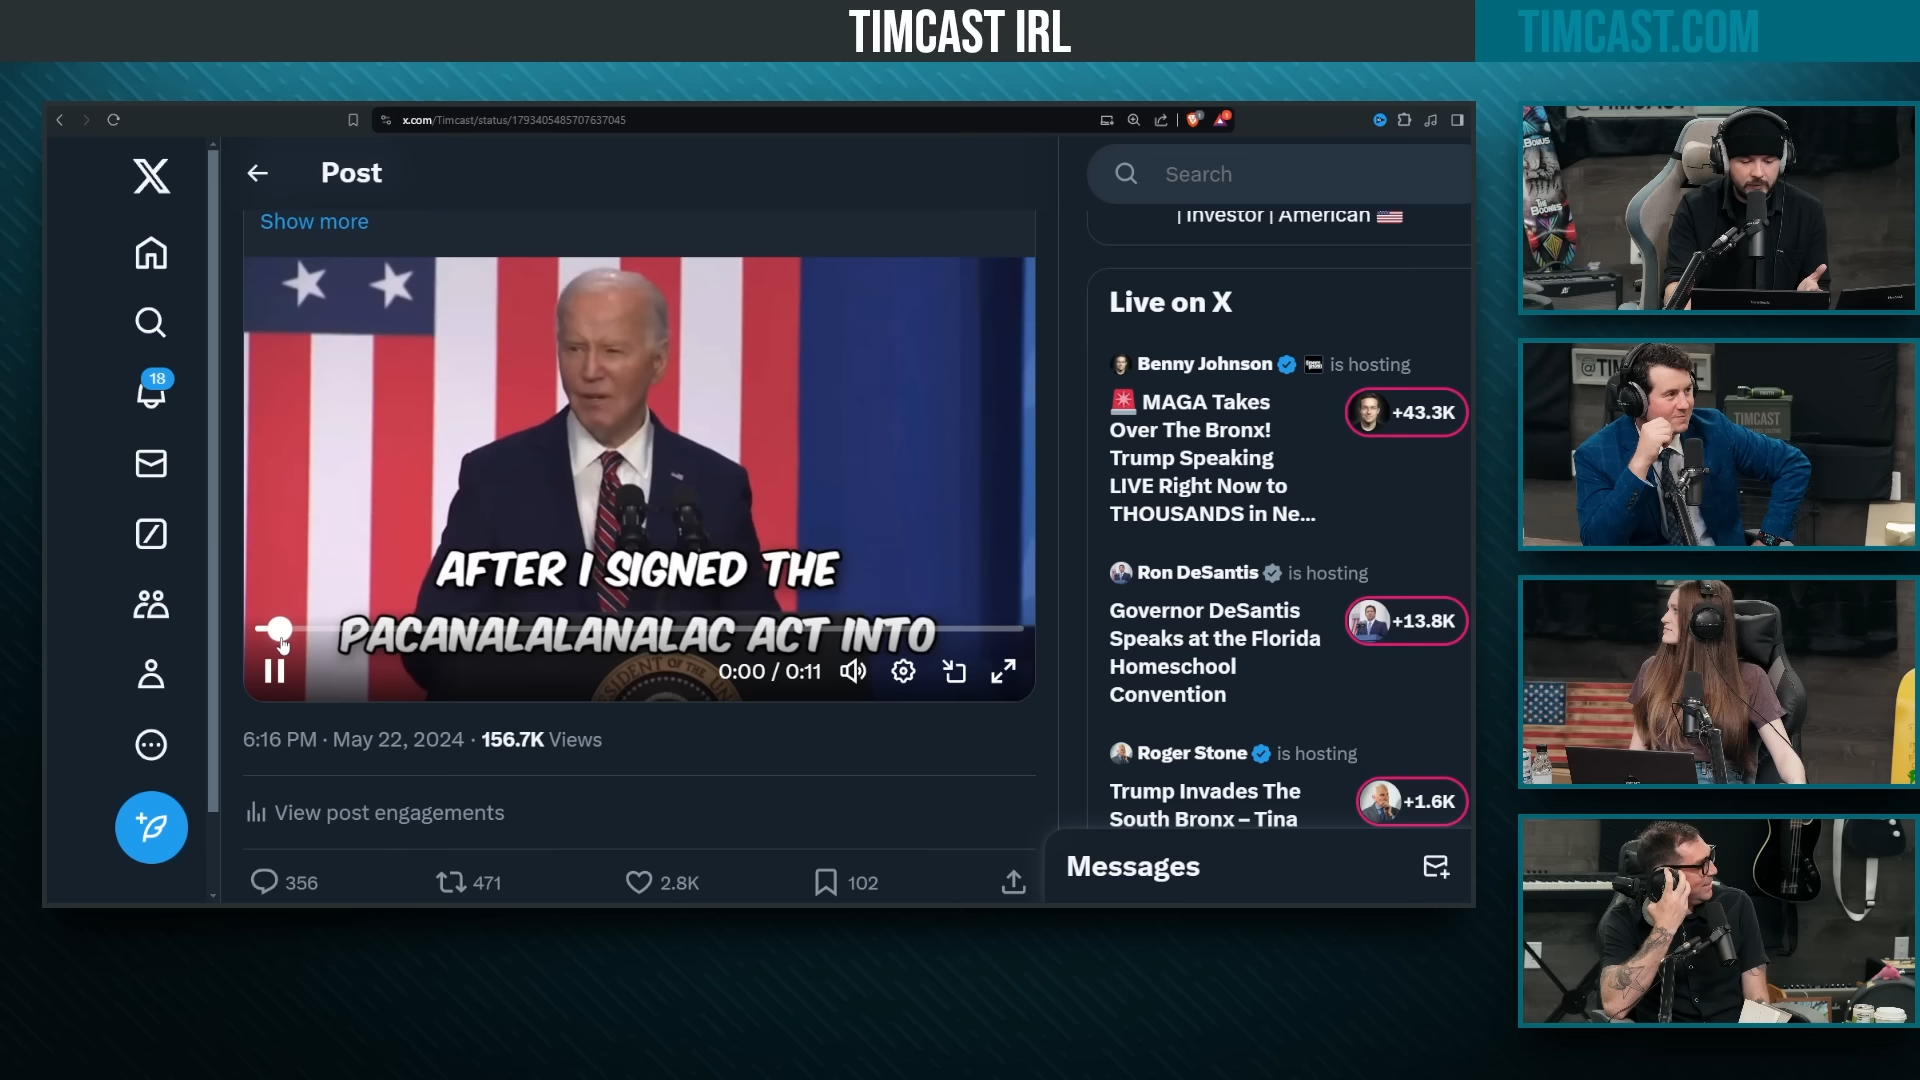 TIMCAST IRL
TIMCAST.COM
x.com/Timcast/status/1793405485707637045
Post
Search
Show more
| Investor | American
Live on X
Benny Johnson is hosting
MAGA Takes
Over The Bronx!
Trump Speaking
LIVE Right Now to
THOUSANDS in Ne...
+43.3K
Ron DeSantis is hosting
Governor DeSantis
Speaks at the Florida
Homeschool
Convention
+13.8K
Roger Stone is hosting
Trump Invades The
South Bronx – Tina
+1.6K
18
AFTER I SIGNED THE
PACANALALANALAC ACT INTO
0:00 / 0:11
6:16 PM · May 22, 2024 · 156.7K Views
View post engagements
356
471
2.8K
102
Messages
THE
BOONIES
TIMCAST